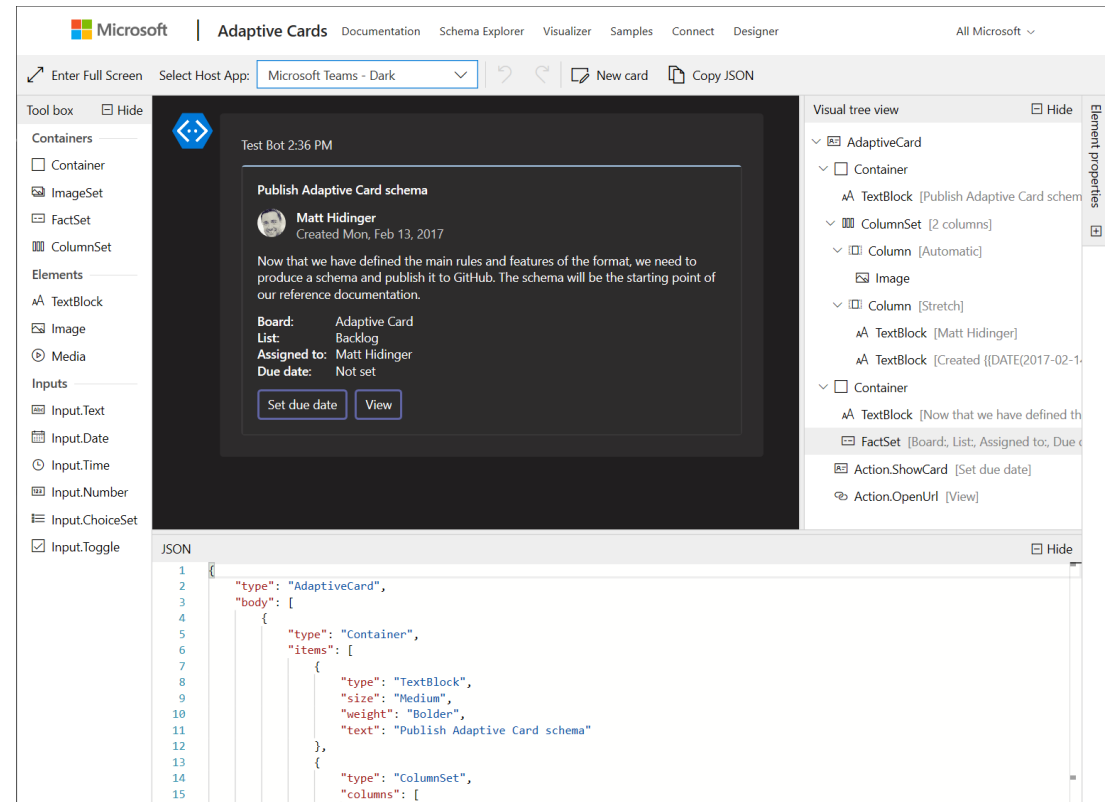 Microsoft | Adaptive Cards Documentation Schema Explorer Visualizer Samples Connect Designer All Microsoft
Enter Full Screen Select Host App: Microsoft Teams - Dark New card Copy JSON
Tool box Hide
Containers
Container
ImageSet
FactSet
ColumnSet
Elements
TextBlock
Image
Media
Inputs
Input.Text
Input.Date
Input.Time
Input.Number
Input.ChoiceSet
Input.Toggle
Test Bot 2:36 PM
Publish Adaptive Card schema
Matt Hidinger
Created Mon, Feb 13, 2017
Now that we have defined the main rules and features of the format, we need to
produce a schema and publish it to GitHub. The schema will be the starting point of
our reference documentation.
Board: Adaptive Card
List: Backlog
Assigned to: Matt Hidinger
Due date: Not set
Set due date View
Visual tree view Hide
AdaptiveCard
Container
TextBlock [Publish Adaptive Card schem
ColumnSet [2 columns]
Column [Automatic]
Image
Column [Stretch]
TextBlock [Matt Hidinger]
TextBlock [Created {{DATE(2017-02-14
Container
TextBlock [Now that we have defined th
FactSet [Board:, List:, Assigned to:, Due
Action.ShowCard [Set due date]
Action.OpenUrl [View]
Element properties
JSON Hide
1 {
2 "type": "AdaptiveCard",
3 "body": [
4 {
5 "type": "Container",
6 "items": [
7 {
8 "type": "TextBlock",
9 "size": "Medium",
10 "weight": "Bolder",
11 "text": "Publish Adaptive Card schema"
12 },
13 {
14 "type": "ColumnSet",
15 "columns": [